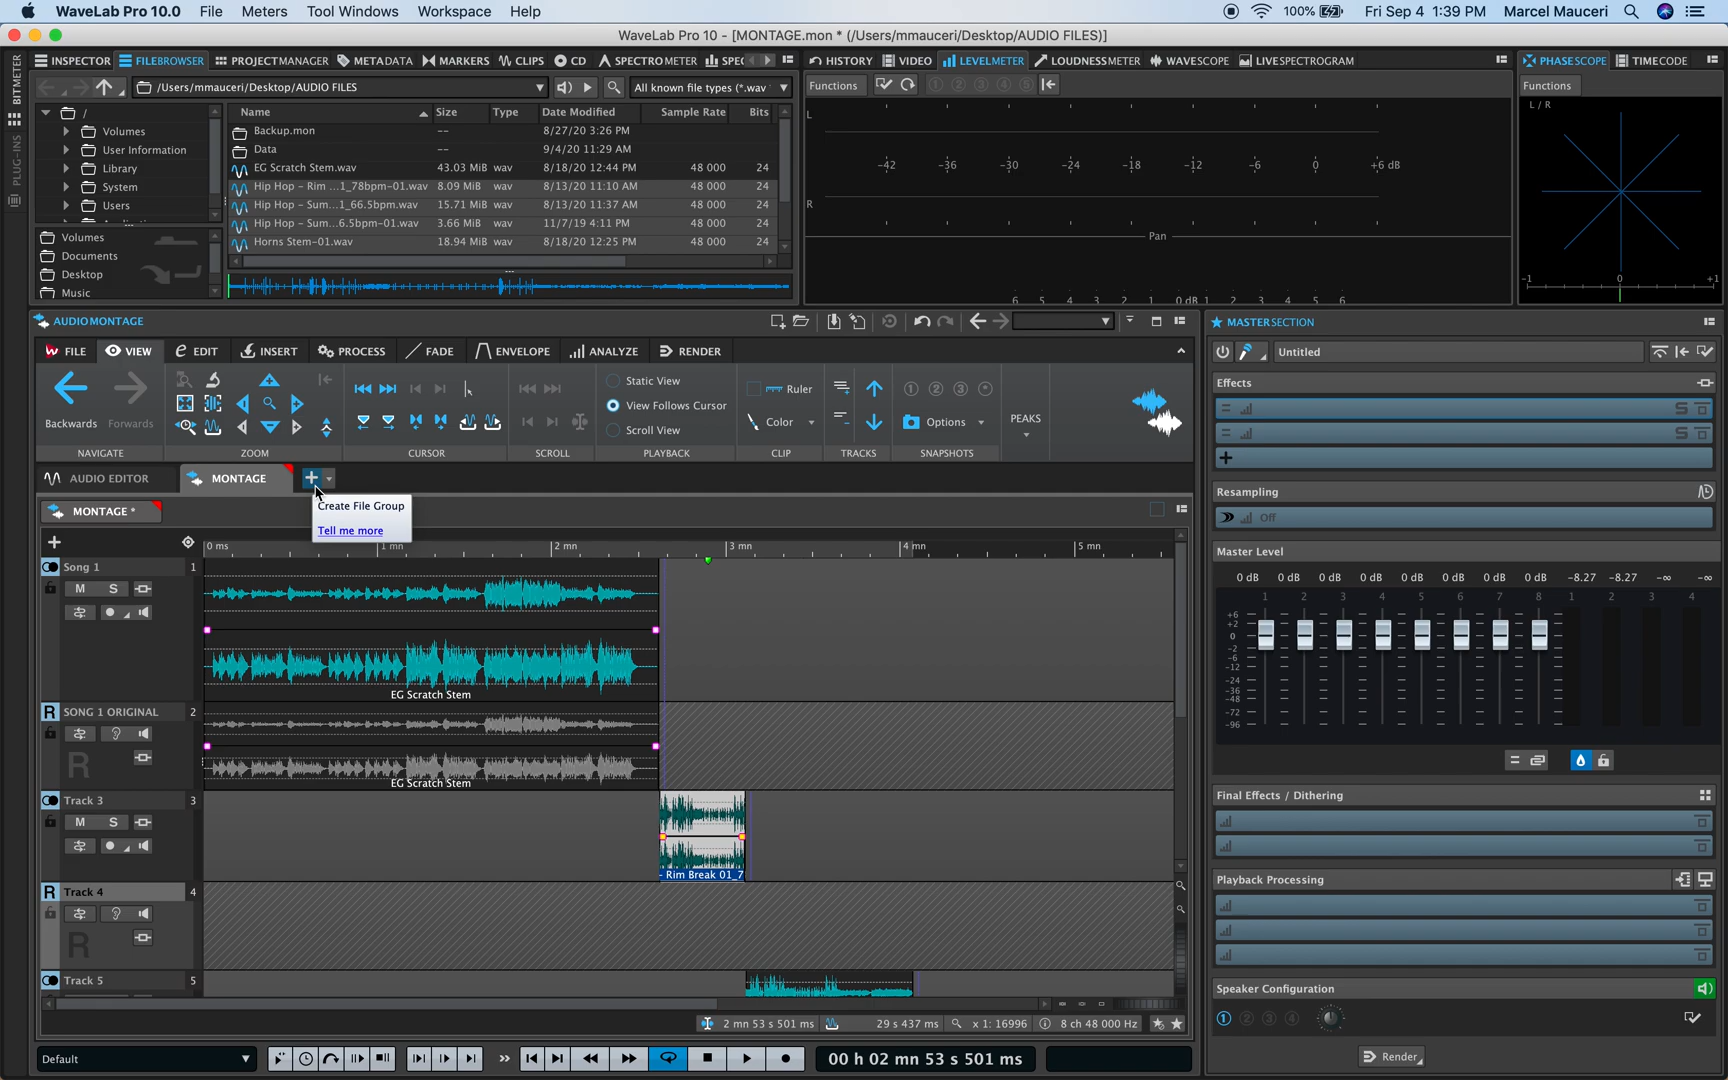 WaveLab Pro 10.0 File Meters Tool Windows Workspace Help 100% Fri Sep 4 1:39 PM Marcel Mauceri
WaveLab Pro 10 - [MONTAGE.mon * (/Users/mmauceri/Desktop/AUDIO FILES)]
BITMETER
PLUG-INS
INSPECTOR FILEBROWSER PROJECTMANAGER METADATA MARKERS CLIPS CD SPECTROMETER SPEC
HISTORY VIDEO LEVELMETER LOUDNESSMETER WAVESCOPE LIVESPECTROGRAM
PHASESCOPE TIMECODE
/Users/mmauceri/Desktop/AUDIO FILES All known file types (*.wav
Functions 1 2 3 4 5
Functions
/
Volumes
User Information
Library
System
Users
Volumes
Documents
Desktop
Music
Name Size Type Date Modified Sample Rate Bits
Backup.mon -- 8/27/20 3:26 PM
Data -- 9/4/20 11:29 AM
EG Scratch Stem.wav 43.03 MiB wav 8/18/20 12:44 PM 48 000 24
Hip Hop - Rim ...1_78bpm-01.wav 8.09 MiB wav 8/13/20 11:10 AM 48 000 24
Hip Hop - Sum...1_66.5bpm.wav 15.71 MiB wav 8/13/20 11:37 AM 48 000 24
Hip Hop - Sum...6.5bpm-01.wav 3.66 MiB wav 11/7/19 4:11 PM 48 000 24
Horns Stem-01.wav 18.94 MiB wav 8/18/20 12:25 PM 48 000 24
L
-42 -36 -30 -24 -18 -12 -6 0 +6 dB
R
Pan
6 5 4 3 2 1 0 dB 1 2 3 4 5 6
L / R
-1 0 +1
AUDIOMONTAGE
FILE VIEW EDIT INSERT PROCESS FADE ENVELOPE ANALYZE RENDER
Backwards Forwards
Static View
View Follows Cursor
Scroll View
Ruler
Color
1 2 3
Options
PEAKS
NAVIGATE ZOOM CURSOR SCROLL PLAYBACK CLIP TRACKS SNAPSHOTS
AUDIO EDITOR MONTAGE
Create File Group
Tell me more
MONTAGE *
0 ms 1 mn 2 mn 3 mn 4 mn 5 mn
Song 1 1
M S
EG Scratch Stem
R SONG 1 ORIGINAL 2
R
EG Scratch Stem
Track 3 3
M S
- Rim Break 01_7
R Track 4 4
R
Track 5 5
2 mn 53 s 501 ms 29 s 437 ms x 1: 16996 8 ch 48 000 Hz
Default 00 h 02 mn 53 s 501 ms
MASTERSECTION
Untitled
Effects
S
S
Resampling
Off
Master Level
0 dB 0 dB 0 dB 0 dB 0 dB 0 dB 0 dB 0 dB -8.27 -8.27 -∞ -∞
1 2 3 4 5 6 7 8 1 2 3 4
+6
+2
0
-2
-6
-12
-24
-36
-48
-72
-96
Final Effects / Dithering
Playback Processing
Speaker Configuration
1 2 3 4
Render